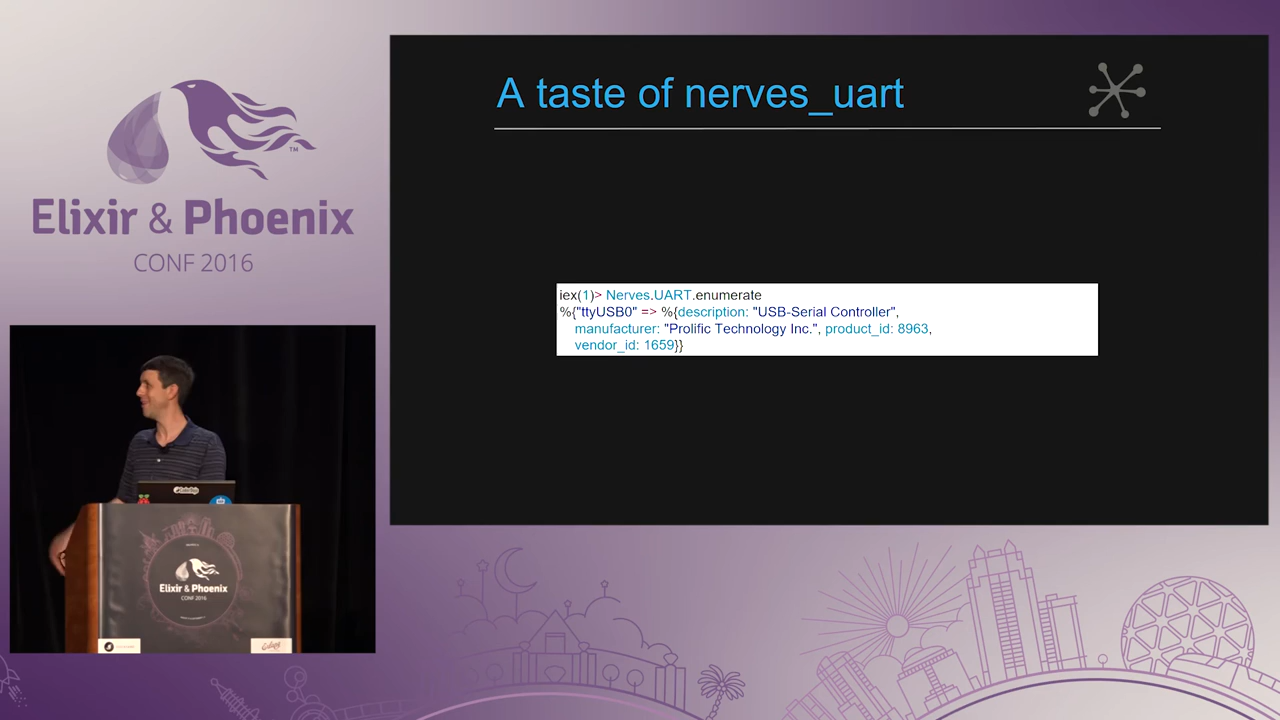 A taste of nerves_uart
Elixir & Phoenix
TM
CONF 2016
iex(1)> Nerves.UART.enumerate
%{"ttyUSB0" => %{description: "USB-Serial Controller",
manufacturer: "Prolific Technology Inc.", product_id: 8963,
vendor_id: 1659}}
Elixir & Phoenix
CONF 2016